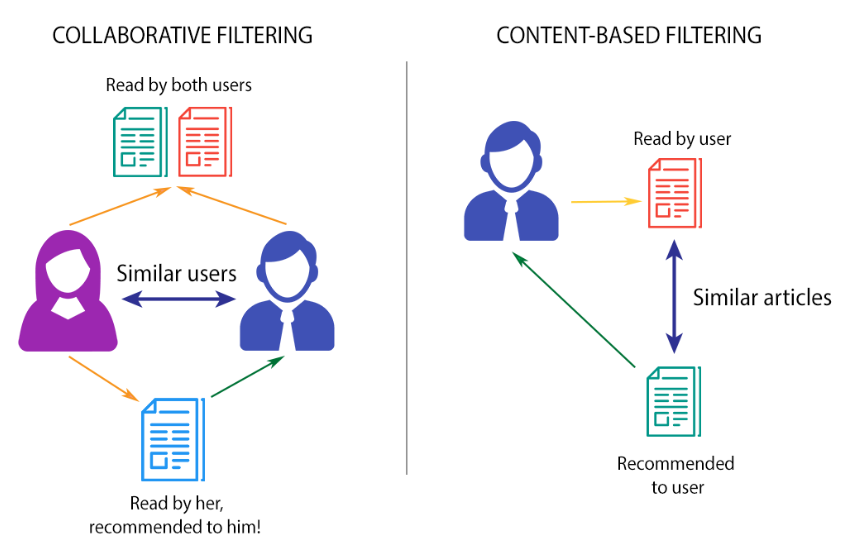 COLLABORATIVE FILTERING
Read by both users
Similar users
Read by her,
recommended to him!
CONTENT-BASED FILTERING
Read by user
Similar articles
Recommended
to user